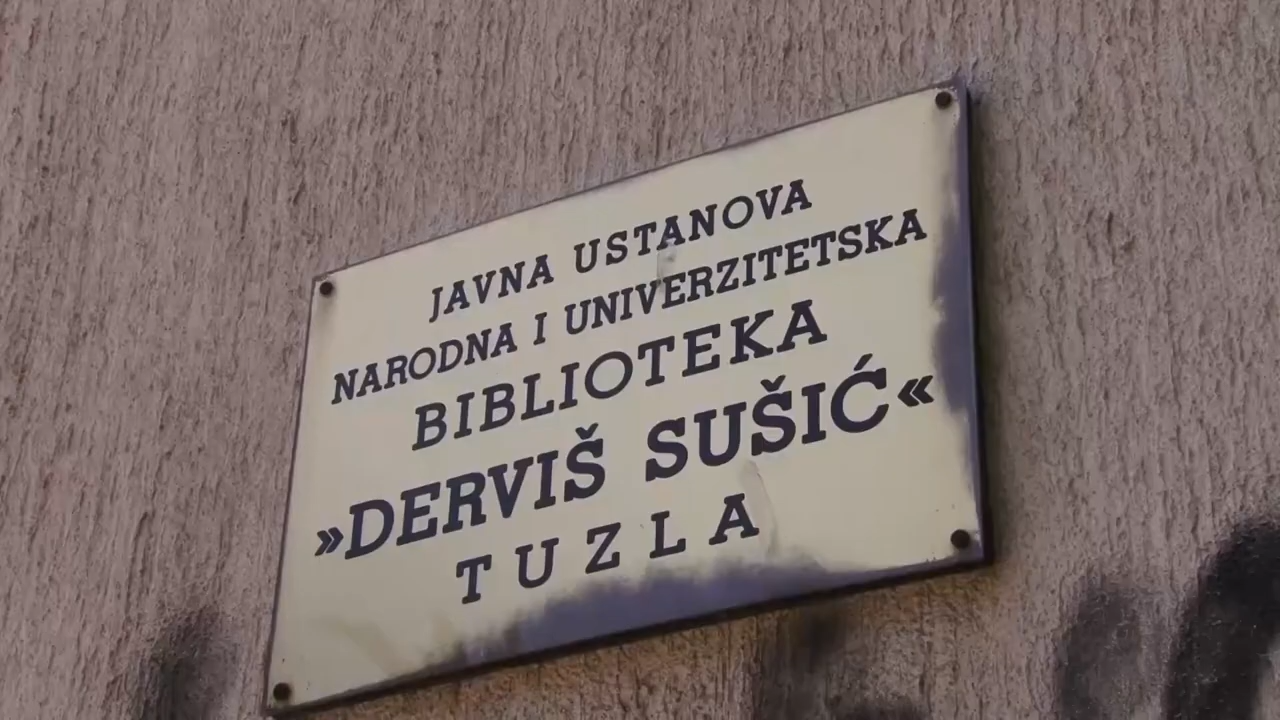 JAVNA USTANOVA
NARODNA I UNIVERZITETSKA
BIBLIOTEKA
»DERVIŠ SUŠIĆ«
TUZLA